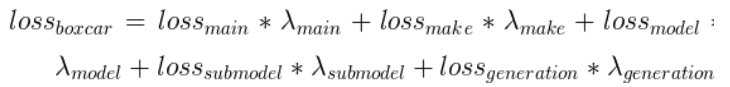 loss_{boxcar} = loss_{main} * λ_{main} + loss_{make} * λ_{make} + loss_{model}
λ_{model} + loss_{submodel} * λ_{submodel} + loss_{generation} * λ_{generation}